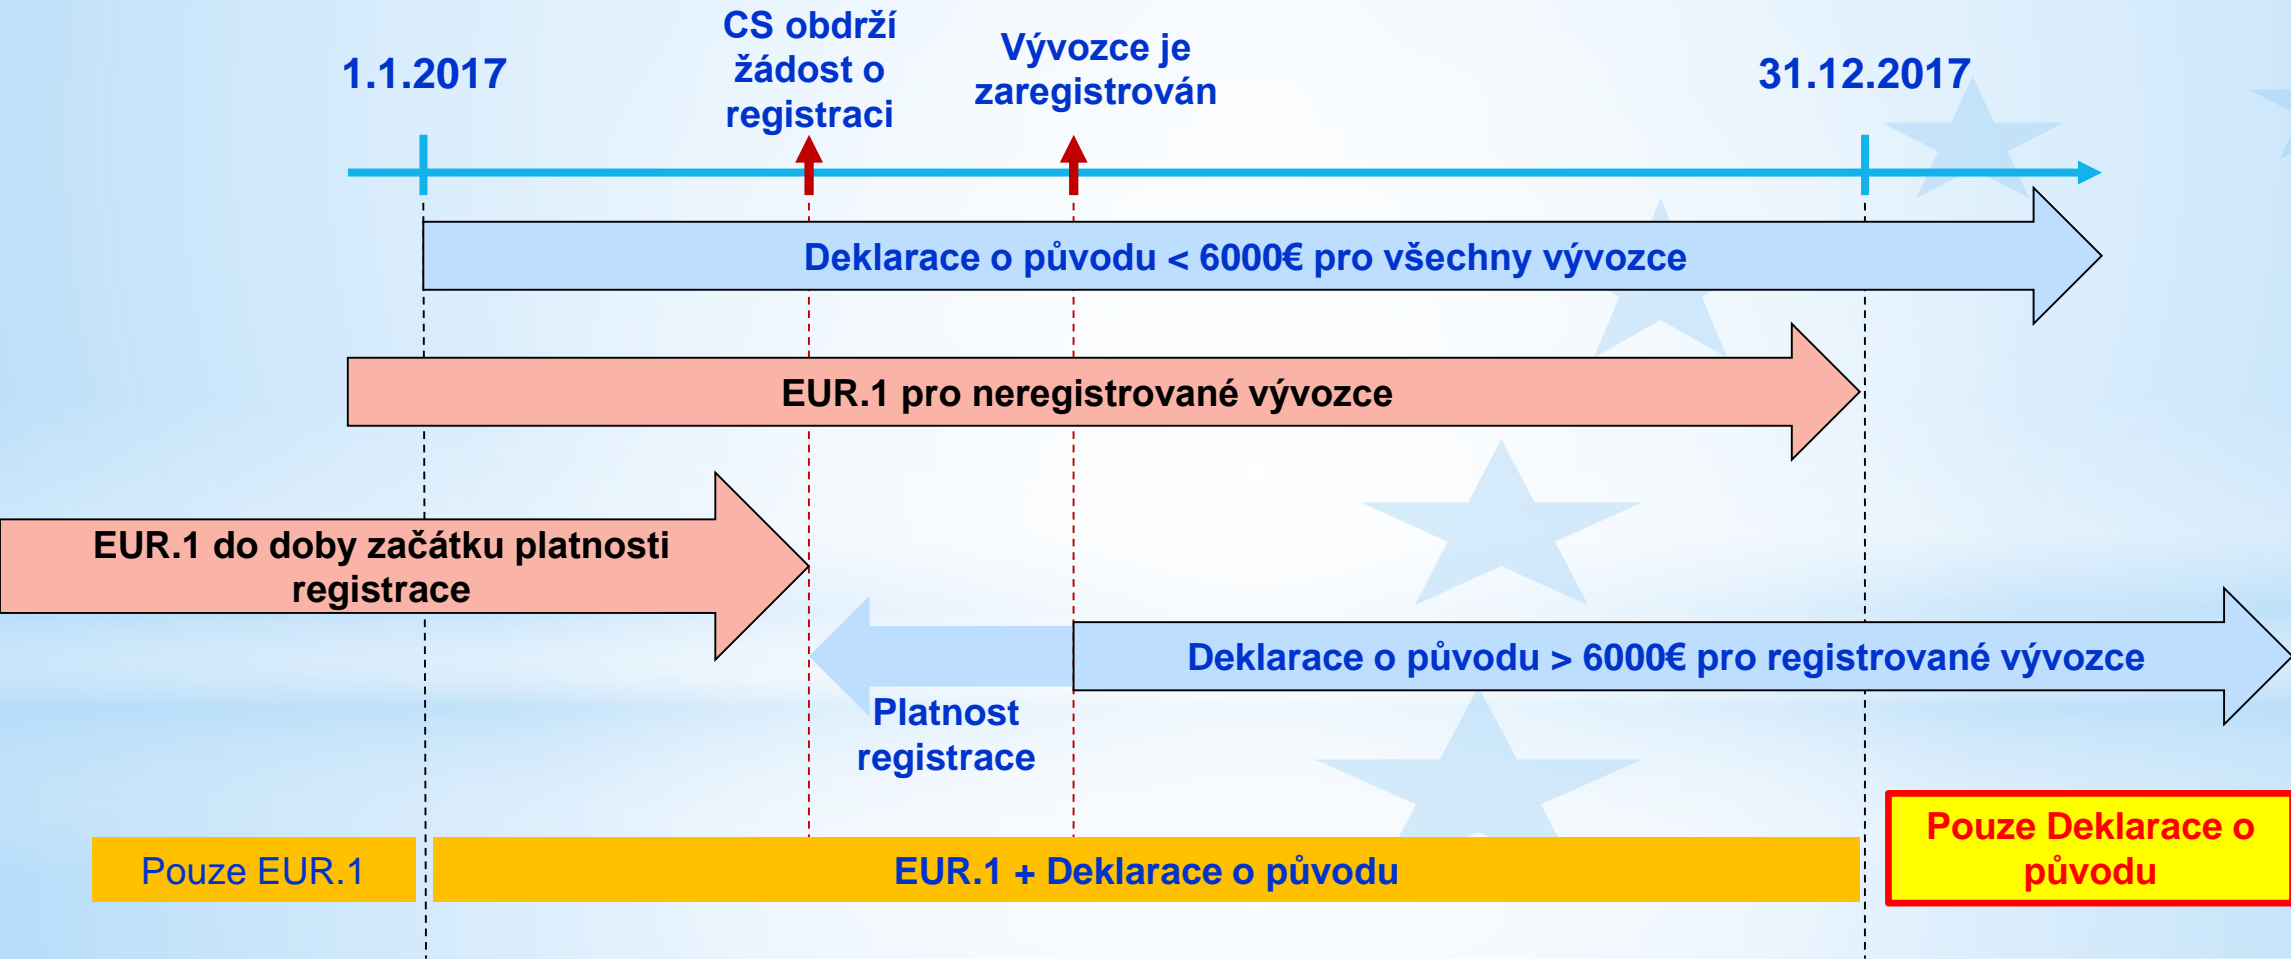 1.1.2017
CS obdrží
žádost o
registraci
Vývozce je
zaregistrován
31.12.2017
Deklarace o původu < 6000€ pro všechny vývozce
EUR.1 pro neregistrované vývozce
EUR.1 do doby začátku platnosti
registrace
Deklarace o původu > 6000€ pro registrované vývozce
Platnost
registrace
Pouze EUR.1
EUR.1 + Deklarace o původu
Pouze Deklarace o
původu